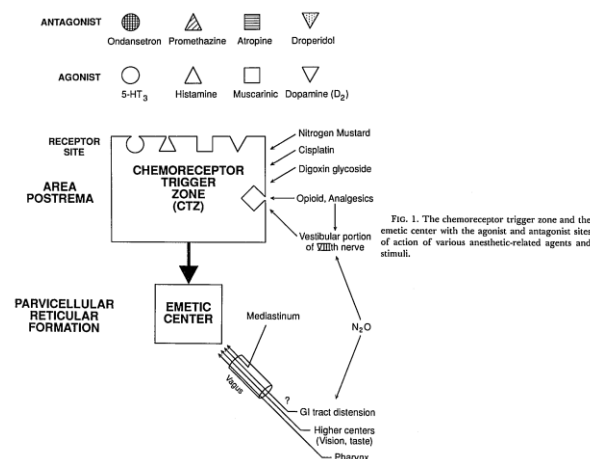 ANTAGONIST
Ondansetron Promethazine Atropine Droperidol
AGONIST
5-HT3 Histamine Muscarinic Dopamine (D2)
RECEPTOR
SITE
AREA
POSTREMA
CHEMORECEPTOR
TRIGGER
ZONE
(CTZ)
Nitrogen Mustard
Cisplatin
Digoxin glycoside
Opioid, Analgesics
Vestibular portion
of VIIIth nerve
FIG. 1. The chemoreceptor trigger zone and the
emetic center with the agonist and antagonist sites
of action of various anesthetic-related agents and
stimuli.
PARVICELLULAR
RETICULAR
FORMATION
EMETIC
CENTER
Mediastinum
N2O
Vagus
?
GI tract distension
Higher centers
(Vision, taste)
Pharynx